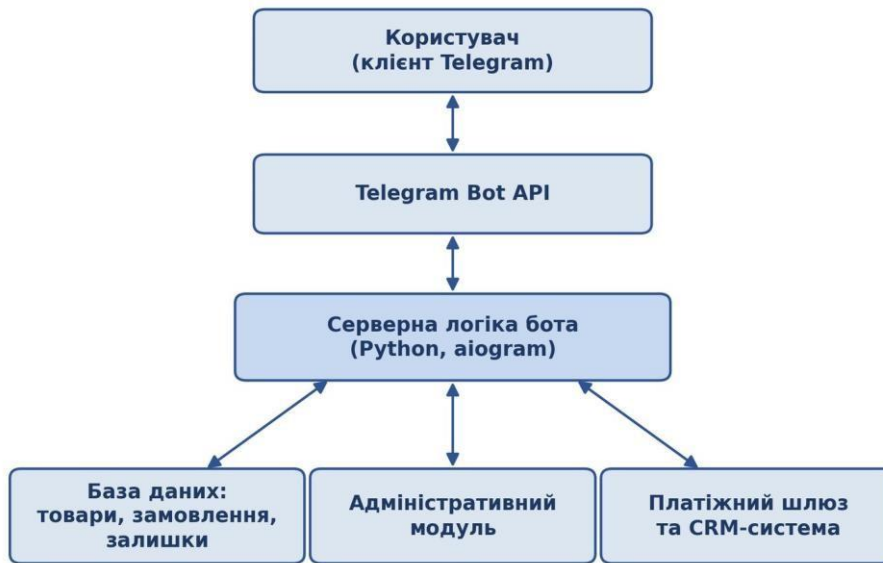 Користувач
(клієнт Telegram)
Telegram Bot API
Серверна логіка бота
(Python, aiogram)
База даних:
товари, замовлення,
залишки
Адміністративний
модуль
Платіжний шлюз
та CRM-система